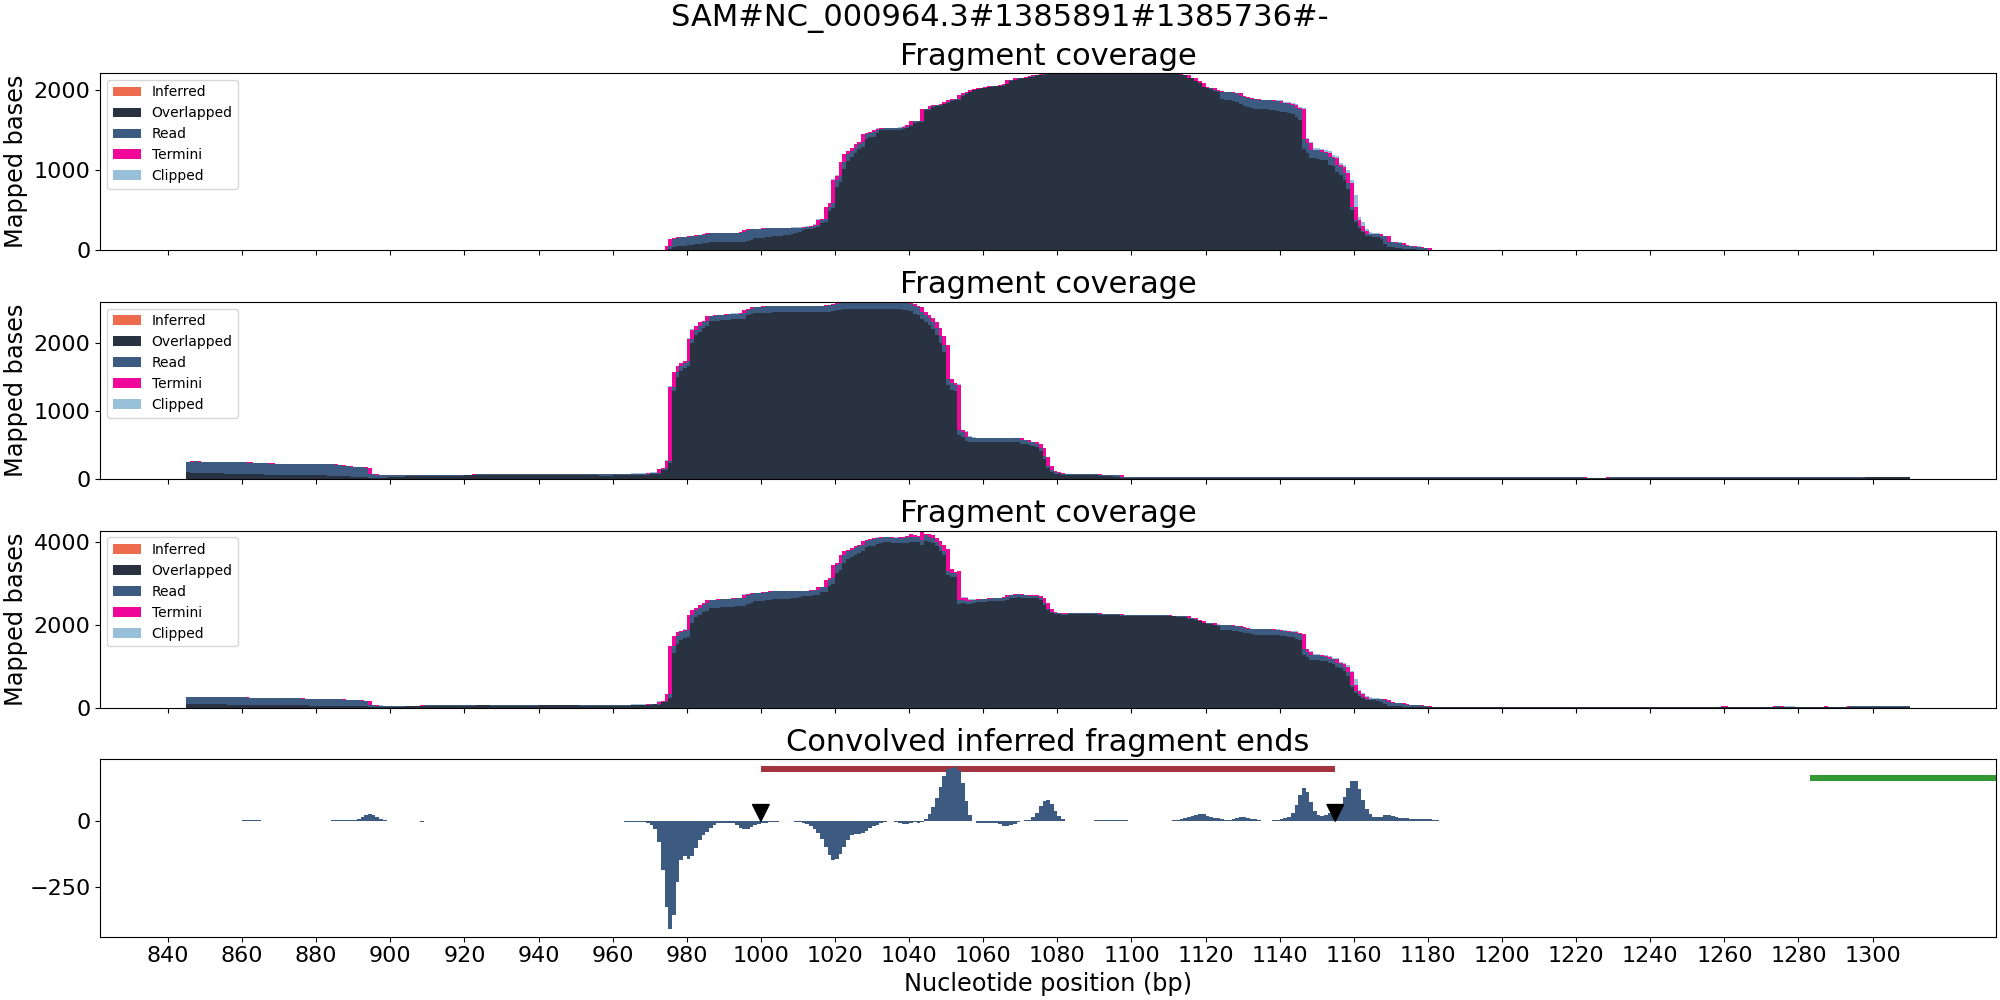 SAM#NC_000964.3#1385891#1385736#-
Fragment coverage
Mapped bases
2000
1000
0
Inferred
Overlapped
Read
Termini
Clipped
Fragment coverage
Mapped bases
2000
1000
0
Inferred
Overlapped
Read
Termini
Clipped
Fragment coverage
Mapped bases
4000
2000
0
Inferred
Overlapped
Read
Termini
Clipped
Convolved inferred fragment ends
0
−250
840 860 880 900 920 940 960 980 1000 1020 1040 1060 1080 1100 1120 1140 1160 1180 1200 1220 1240 1260 1280 1300
Nucleotide position (bp)